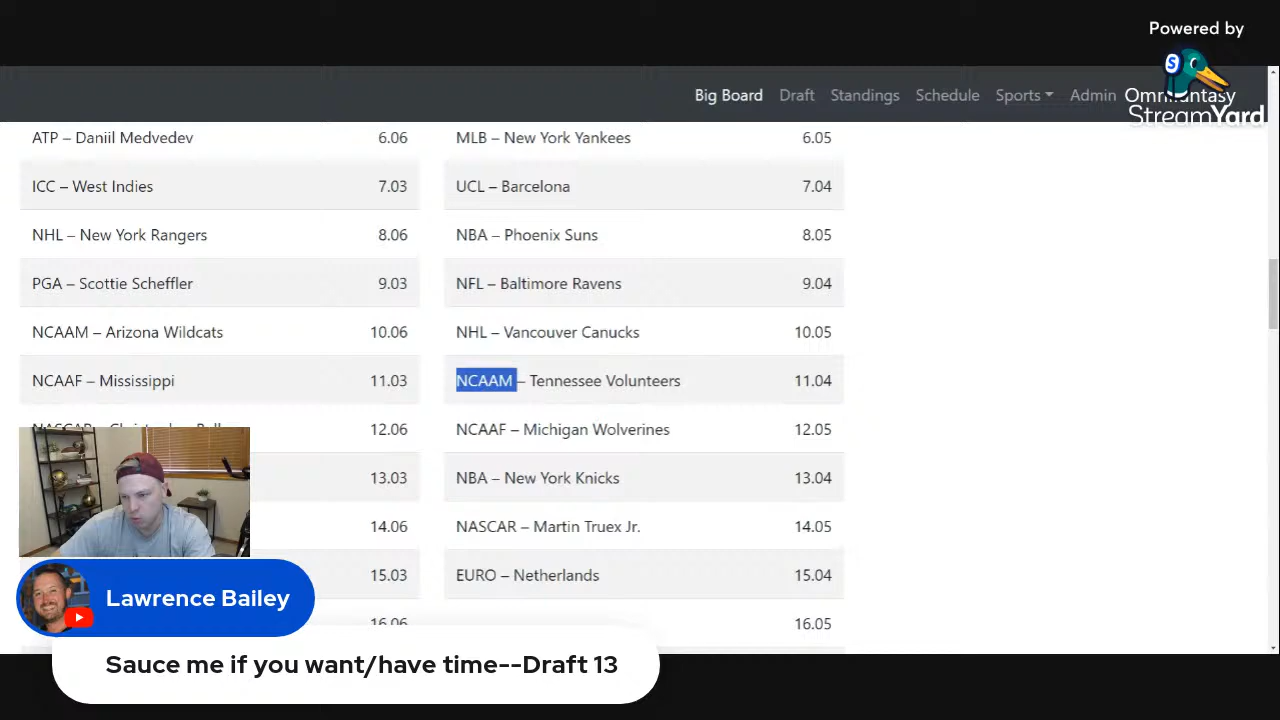 Powered by
StreamYard
Big Board Draft Standings Schedule Sports Admin Omnifantasy
ATP – Daniil Medvedev 6.06 MLB – New York Yankees 6.05
ICC – West Indies 7.03 UCL – Barcelona 7.04
NHL – New York Rangers 8.06 NBA – Phoenix Suns 8.05
PGA – Scottie Scheffler 9.03 NFL – Baltimore Ravens 9.04
NCAAM – Arizona Wildcats 10.06 NHL – Vancouver Canucks 10.05
NCAAF – Mississippi 11.03 NCAAM – Tennessee Volunteers 11.04
12.06 NCAAF – Michigan Wolverines 12.05
13.03 NBA – New York Knicks 13.04
14.06 NASCAR – Martin Truex Jr. 14.05
15.03 EURO – Netherlands 15.04
16.06 16.05
Lawrence Bailey
Sauce me if you want/have time--Draft 13